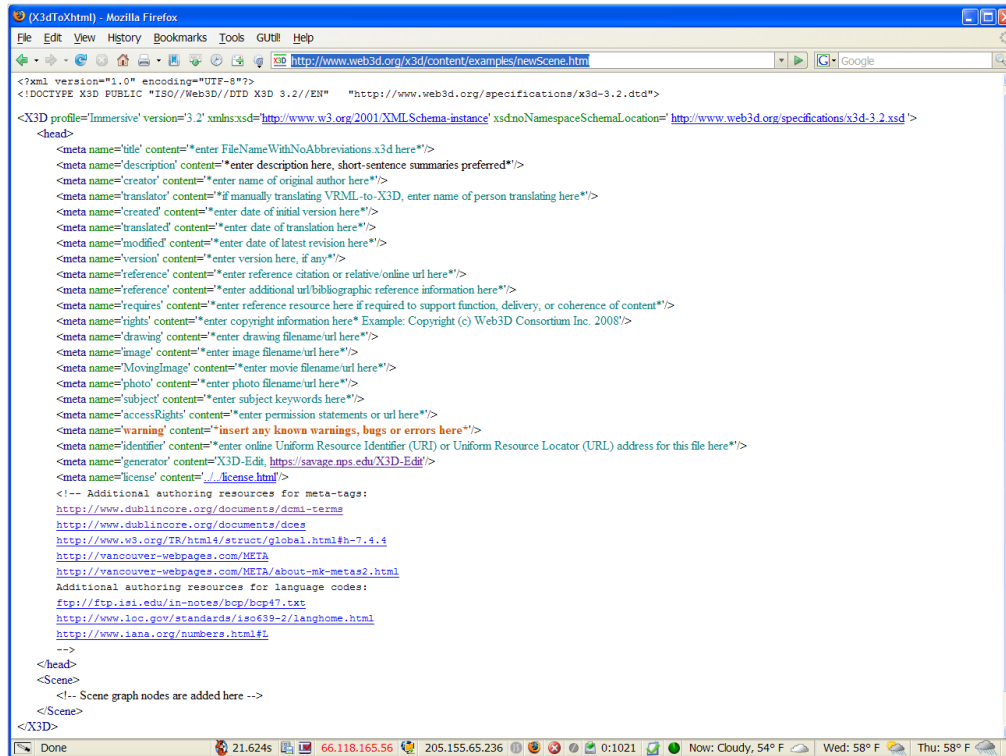 (X3dToXhtml) - Mozilla Firefox
File Edit View History Bookmarks Tools GUtil! Help
X3D http://www.web3d.org/x3d/content/examples/newScene.html G Google
<?xml version="1.0" encoding="UTF-8"?>
<!DOCTYPE X3D PUBLIC "ISO//Web3D//DTD X3D 3.2//EN" "http://www.web3d.org/specifications/x3d-3.2.dtd">
<X3D profile='Immersive' version='3.2' xmlns:xsd='http://www.w3.org/2001/XMLSchema-instance' xsd:noNamespaceSchemaLocation=' http://www.web3d.org/specifications/x3d-3.2.xsd '>
<head>
<meta name='title' content='*enter FileNameWithNoAbbreviations.x3d here*'/>
<meta name='description' content='*enter description here, short-sentence summaries preferred*'/>
<meta name='creator' content='*enter name of original author here*'/>
<meta name='translator' content='*if manually translating VRML-to-X3D, enter name of person translating here*'/>
<meta name='created' content='*enter date of initial version here*'/>
<meta name='translated' content='*enter date of translation here*'/>
<meta name='modified' content='*enter date of latest revision here*'/>
<meta name='version' content='*enter version here, if any*'/>
<meta name='reference' content='*enter reference citation or relative/online url here*'/>
<meta name='reference' content='*enter additional url/bibliographic reference information here*'/>
<meta name='requires' content='*enter reference resource here if required to support function, delivery, or coherence of content*'/>
<meta name='rights' content='*enter copyright information here* Example: Copyright (c) Web3D Consortium Inc. 2008'/>
<meta name='drawing' content='*enter drawing filename/url here*'/>
<meta name='image' content='*enter image filename/url here*'/>
<meta name='MovingImage' content='*enter movie filename/url here*'/>
<meta name='photo' content='*enter photo filename/url here*'/>
<meta name='subject' content='*enter subject keywords here*'/>
<meta name='accessRights' content='*enter permission statements or url here*'/>
<meta name='warning' content='*insert any known warnings, bugs or errors here*'/>
<meta name='identifier' content='*enter online Uniform Resource Identifier (URI) or Uniform Resource Locator (URL) address for this file here*'/>
<meta name='generator' content='X3D-Edit, https://savage.nps.edu/X3D-Edit'/>
<meta name='license' content='../../license.html'/>
<!-- Additional authoring resources for meta-tags:
http://www.dublincore.org/documents/dcmi-terms
http://www.dublincore.org/documents/dces
http://www.w3.org/TR/html4/struct/global.html#h-7.4.4
http://vancouver-webpages.com/META
http://vancouver-webpages.com/META/about-mk-metas2.html
Additional authoring resources for language codes:
ftp://ftp.isi.edu/in-notes/bcp/bcp47.txt
http://www.loc.gov/standards/iso639-2/langhome.html
http://www.iana.org/numbers.html#L
-->
</head>
<Scene>
<!-- Scene graph nodes are added here -->
</Scene>
</X3D>
Done 21.624s 66.118.165.56 205.155.65.236 0:1021 Now: Cloudy, 54° F Wed: 58° F Thu: 58° F